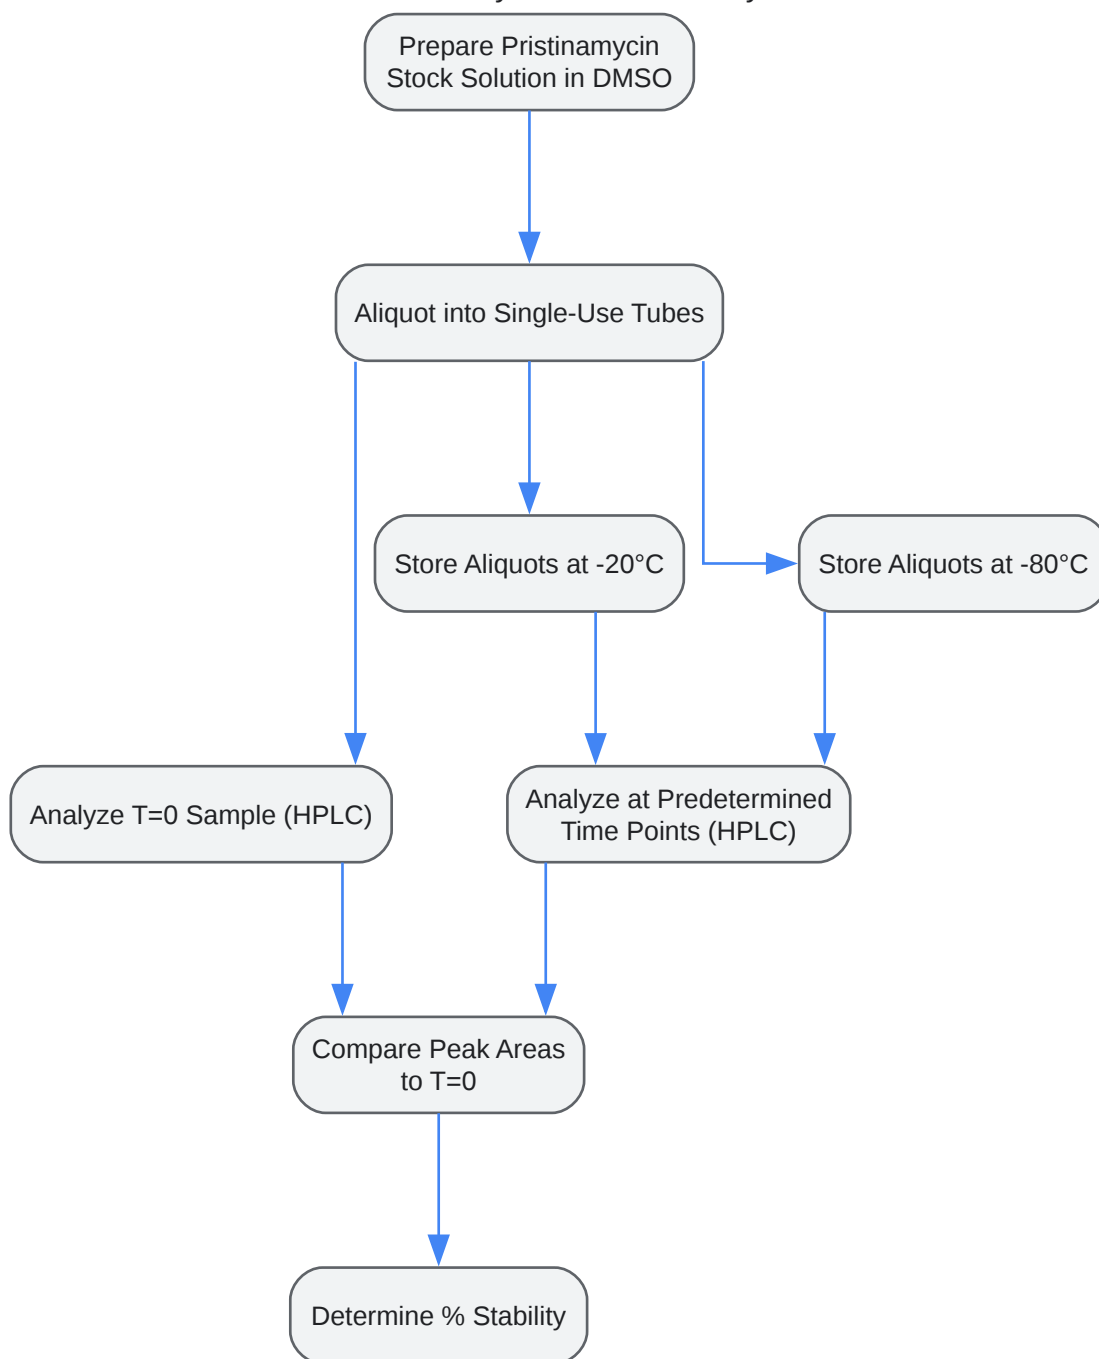 Prepare Pristinamycin
Stock Solution in DMSO
Aliquot into Single-Use Tubes
Store Aliquots at -20°C
Store Aliquots at -80°C
Analyze T=0 Sample (HPLC)
Analyze at Predetermined
Time Points (HPLC)
Compare Peak Areas
to T=0
Determine % Stability